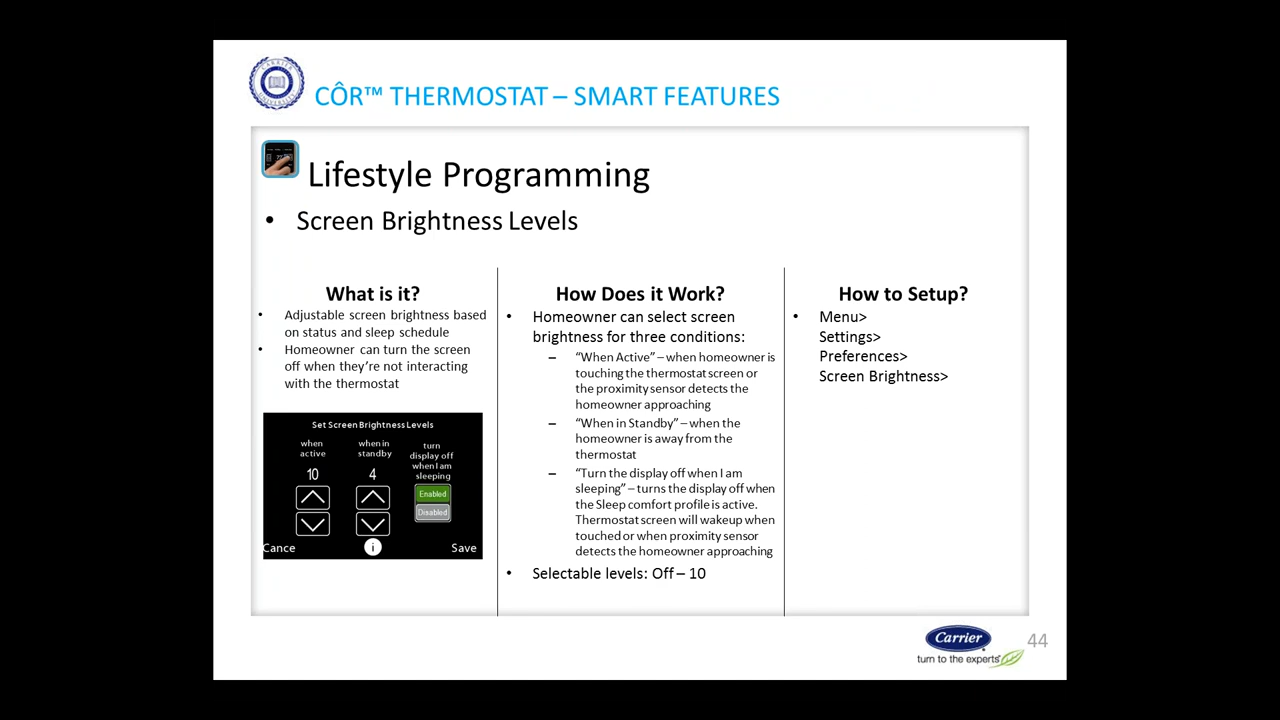 CÔR™ THERMOSTAT – SMART FEATURES
Lifestyle Programming
• Screen Brightness Levels
What is it?
• Adjustable screen brightness based
on status and sleep schedule
• Homeowner can turn the screen
off when they're not interacting
with the thermostat
Set Screen Brightness Levels
when
active
when in
standby
turn
display off
when I am
sleeping
10
4
Enabled
Disabled
Cance
i
Save
How Does it Work?
• Homeowner can select screen
brightness for three conditions:
– “When Active” – when homeowner is
touching the thermostat screen or
the proximity sensor detects the
homeowner approaching
– “When in Standby” – when the
homeowner is away from the
thermostat
– “Turn the display off when I am
sleeping” – turns the display off when
the Sleep comfort profile is active.
Thermostat screen will wakeup when
touched or when proximity sensor
detects the homeowner approaching
• Selectable levels: Off – 10
How to Setup?
• Menu>
Settings>
Preferences>
Screen Brightness>
Carrier
turn to the experts
44